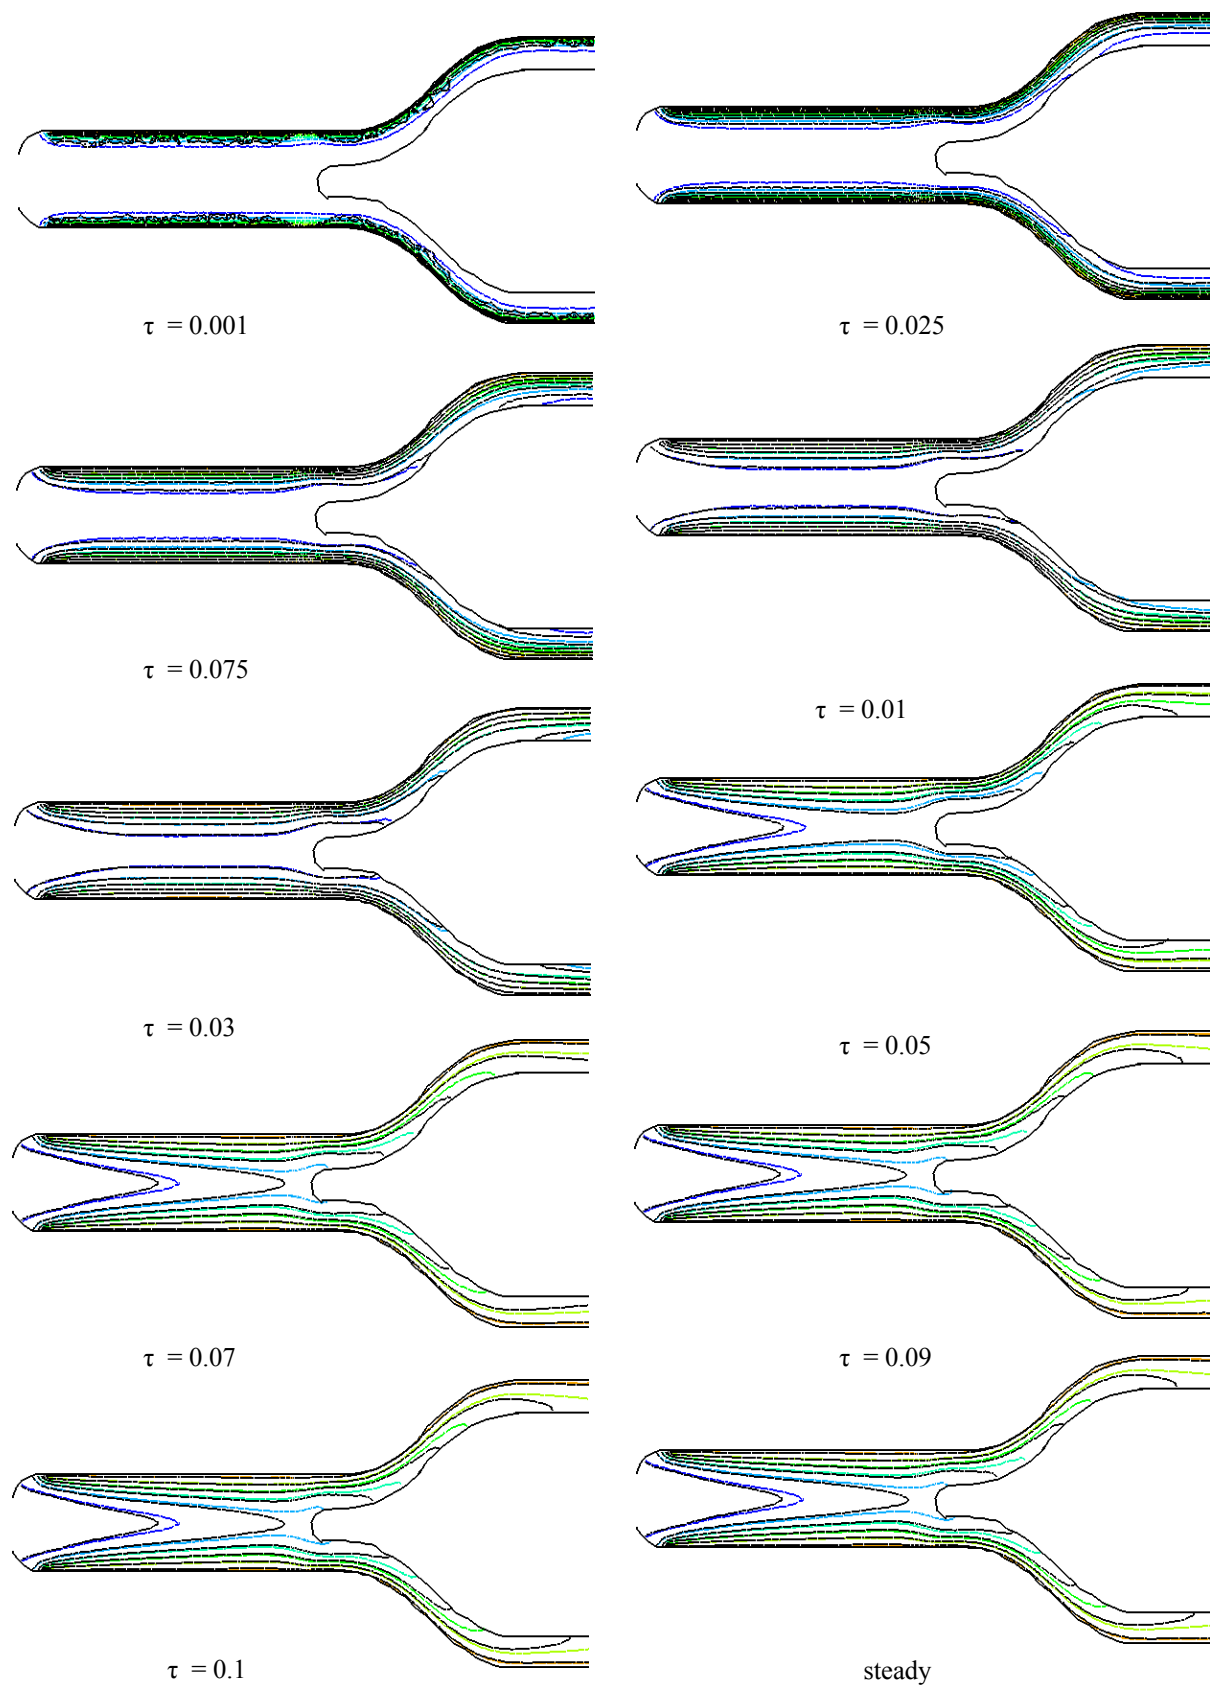 τ = 0.001
τ = 0.025
τ = 0.075
τ = 0.01
τ = 0.03
τ = 0.05
τ = 0.07
τ = 0.09
τ = 0.1
steady